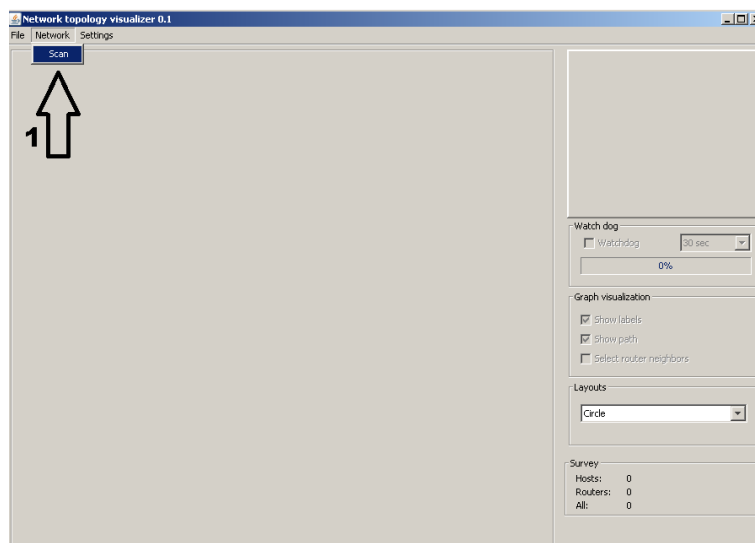 Network topology visualizer 0.1
File Network Settings
Scan
1
Watch dog
Watchdog 30 sec
0%
Graph visualization
Show labels
Show path
Select router neighbors
Layouts
Circle
Survey
Hosts: 0
Routers: 0
All: 0